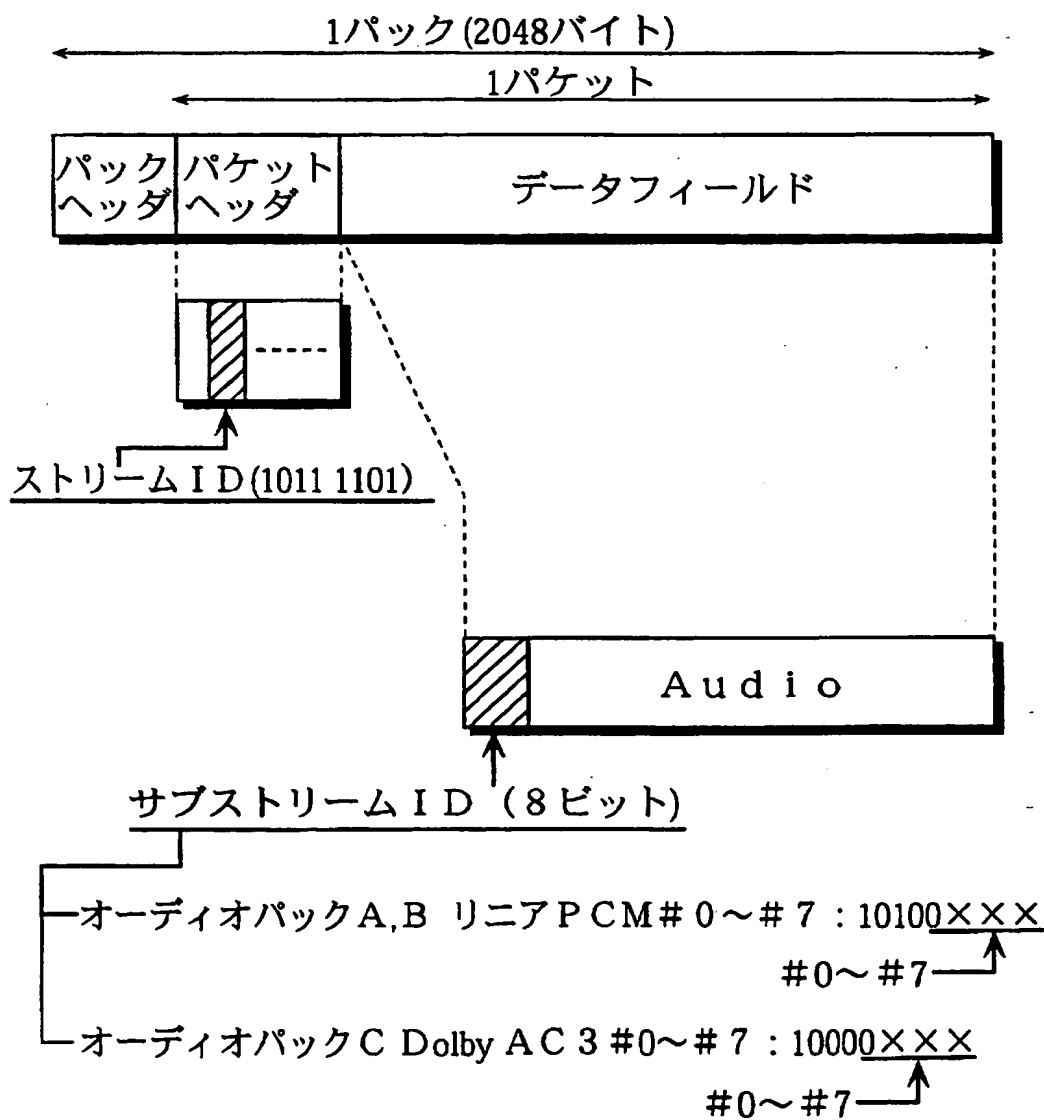 1パック(2048バイト)
1パケット
パック
ヘッダ
パケット
ヘッダ
データフィールド
ストリームＩＤ(1011 1101)
Ａｕｄｉｏ
サブストリームＩＤ（8ビット)
オーディオパックA,B リニアＰＣＭ＃0～＃7：10100×××
#0～#7
オーディオパックC Dolby AC3 #0～#7：10000×××
#0～#7